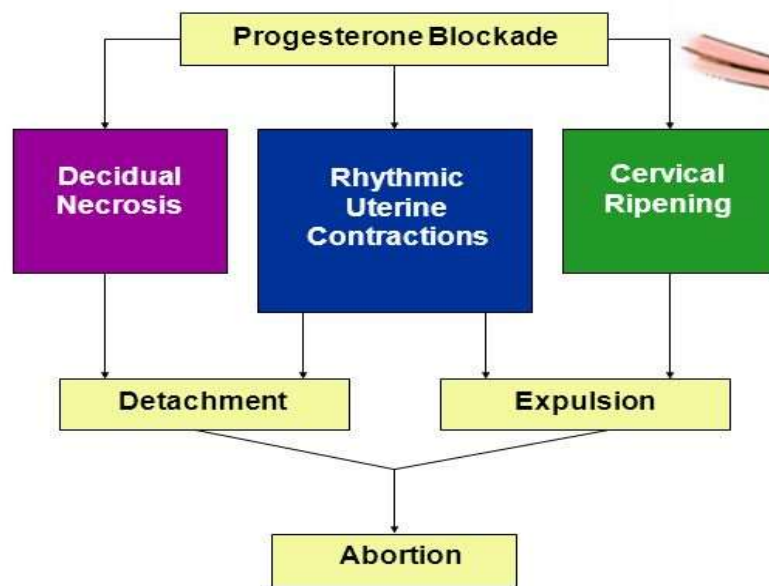 Progesterone Blockade
Decidual
Necrosis
Rhythmic
Uterine
Contractions
Cervical
Ripening
Detachment
Expulsion
Abortion